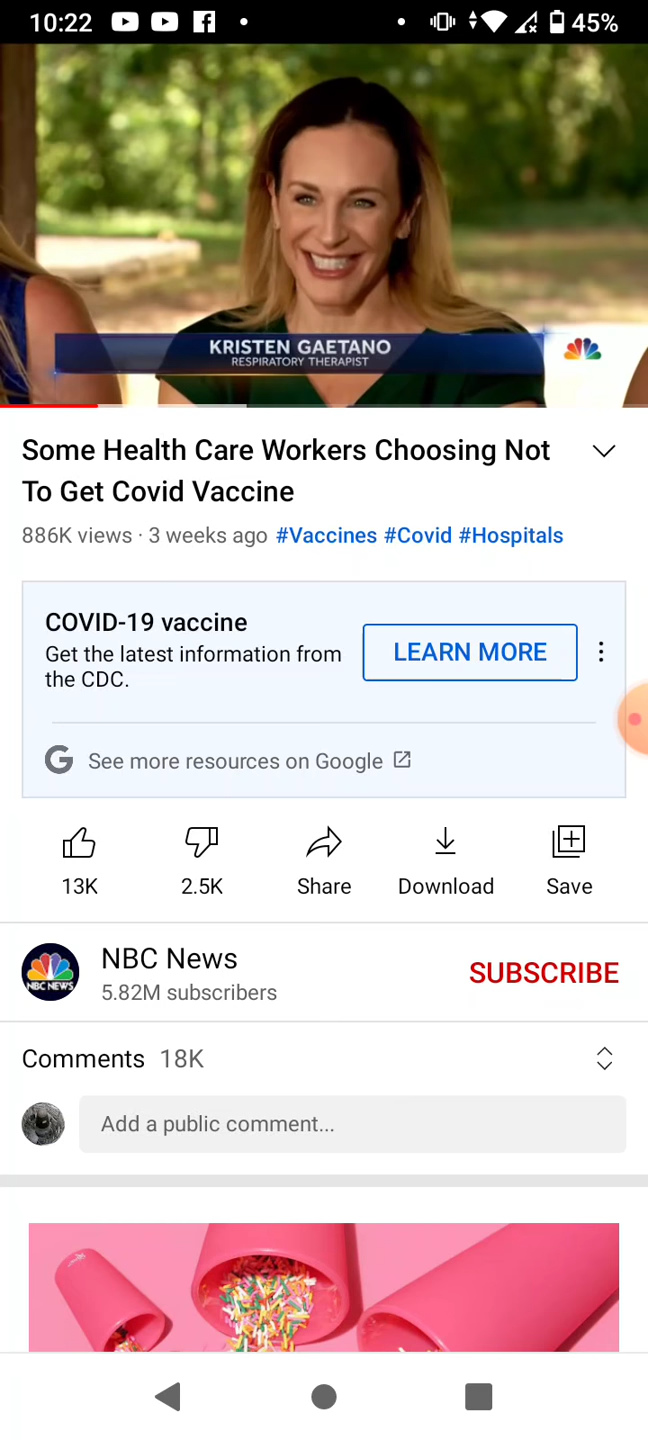 10:22
45%
KRISTEN GAETANO
RESPIRATORY THERAPIST
Some Health Care Workers Choosing Not
To Get Covid Vaccine
886K views · 3 weeks ago #Vaccines #Covid #Hospitals
COVID-19 vaccine
Get the latest information from
the CDC.
LEARN MORE
See more resources on Google
13K
2.5K
Share
Download
Save
NBC NEWS
NBC News
5.82M subscribers
SUBSCRIBE
Comments 18K
Add a public comment...